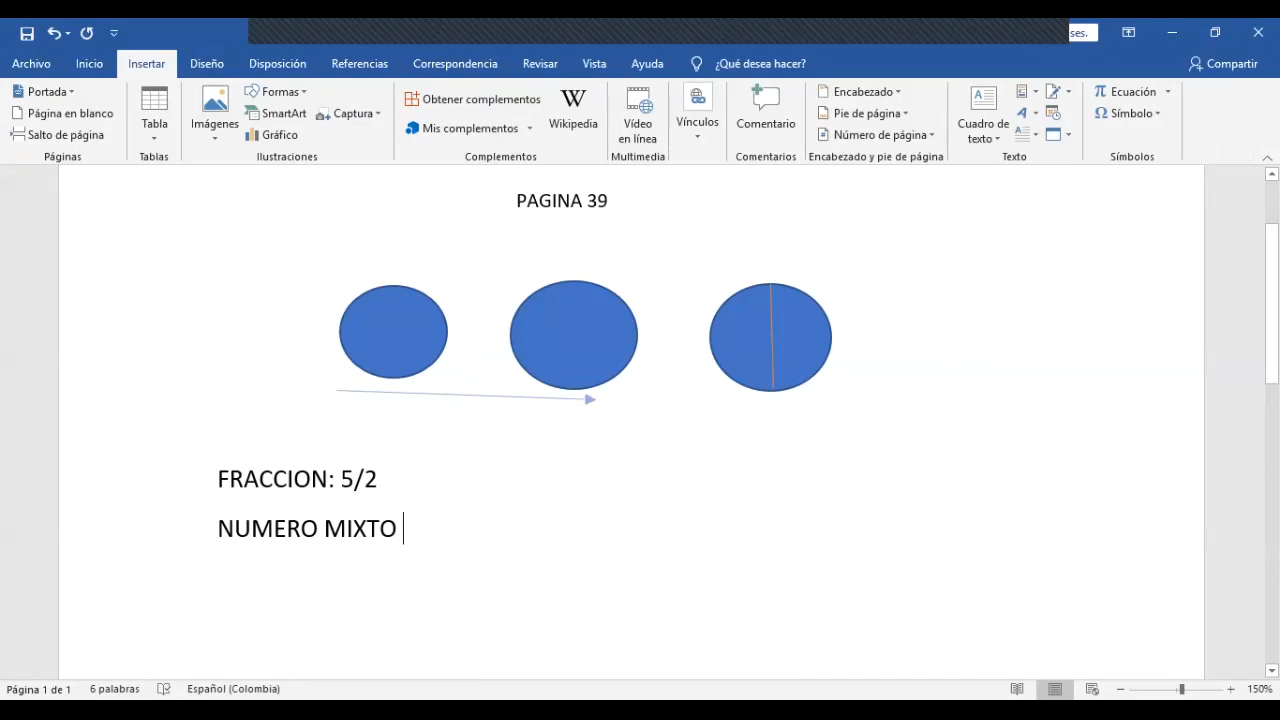 ses.
Archivo Inicio Insertar Diseño Disposición Referencias Correspondencia Revisar Vista Ayuda ¿Qué desea hacer? Compartir
Portada
Página en blanco
Salto de página
Páginas
Tabla
Tablas
Imágenes
Formas
SmartArt
Gráfico
Captura
Ilustraciones
Obtener complementos
Mis complementos
W
Wikipedia
Complementos
Vídeo
en línea
Multimedia
Vínculos
Comentario
Comentarios
Encabezado
Pie de página
Número de página
Encabezado y pie de página
A
Cuadro de
texto
A
Texto
π Ecuación
Ω Símbolo
Símbolos
PAGINA 39
FRACCION: 5/2
NUMERO MIXTO
Página 1 de 1 6 palabras Español (Colombia) 150%